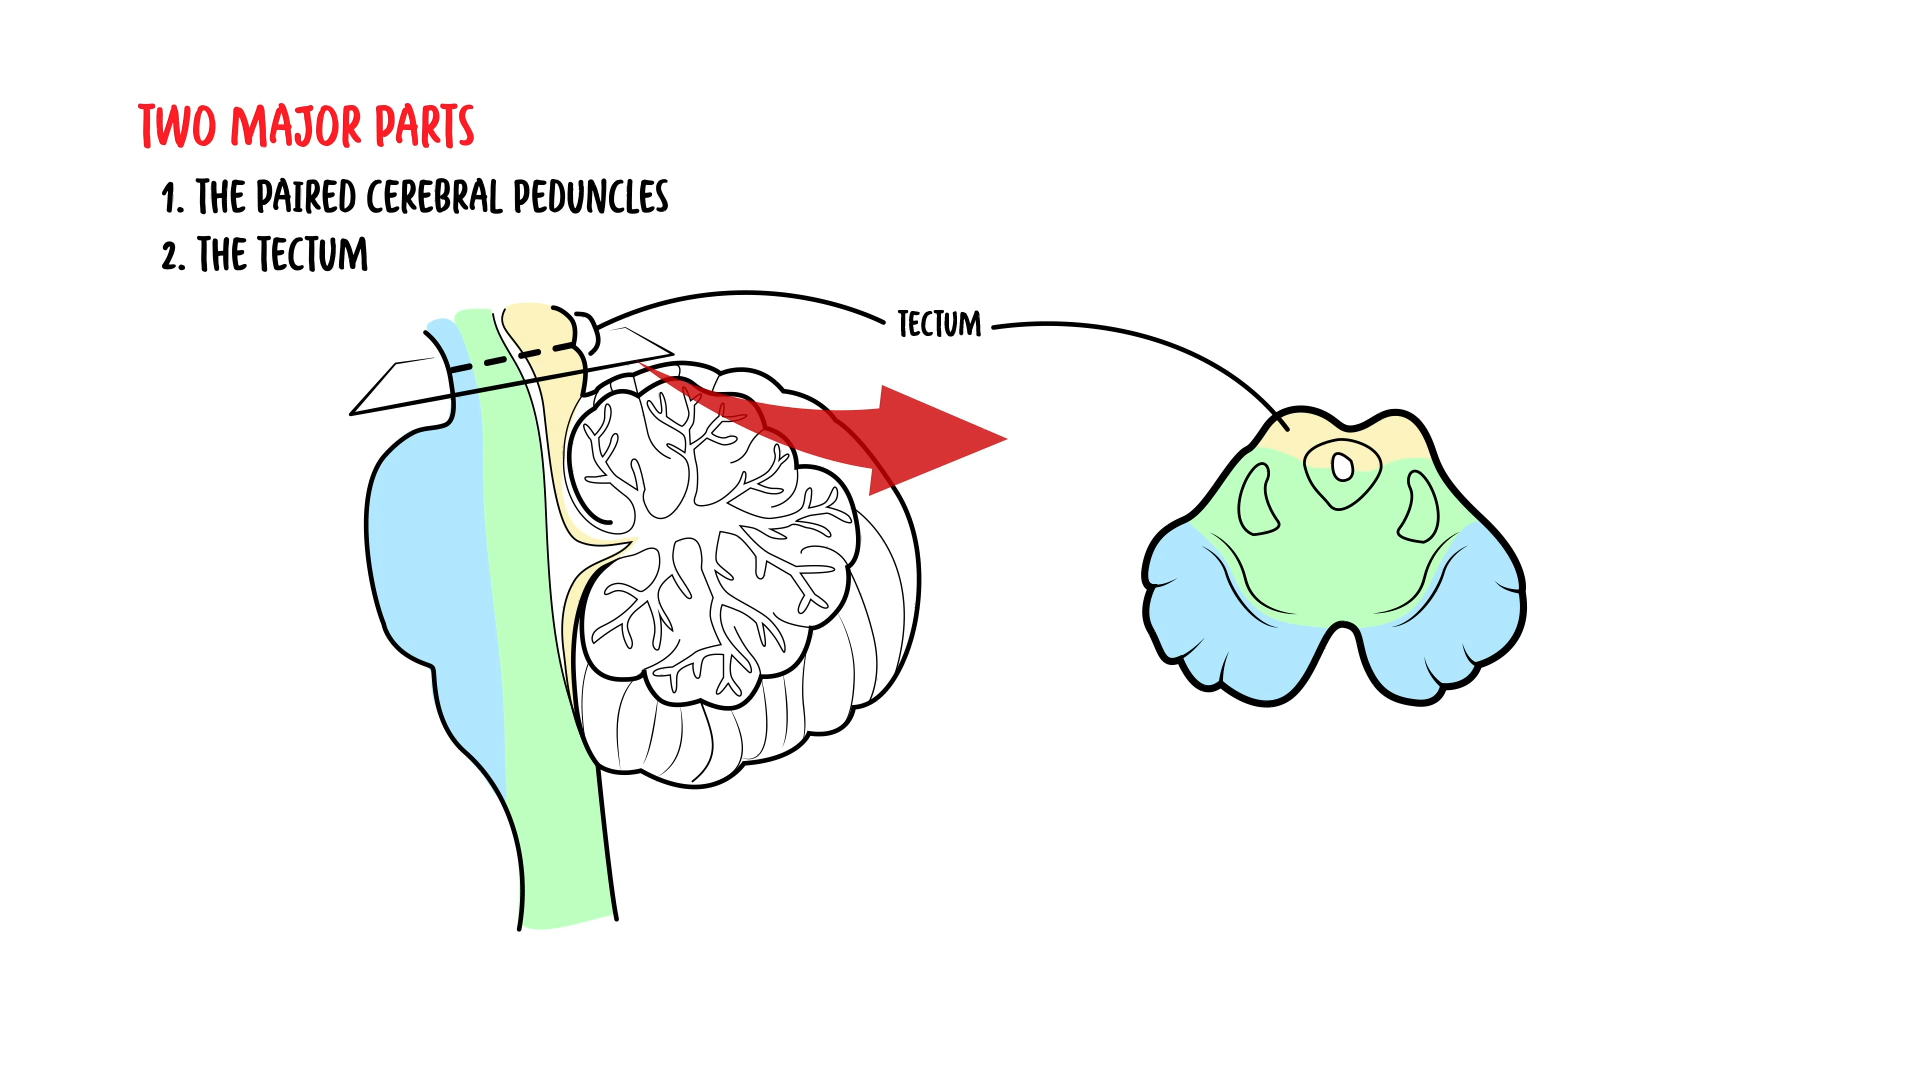 TWO MAJOR PARTS
1. THE PAIRED CEREBRAL PEDUNCLES
2. THE TECTUM
TECTUM